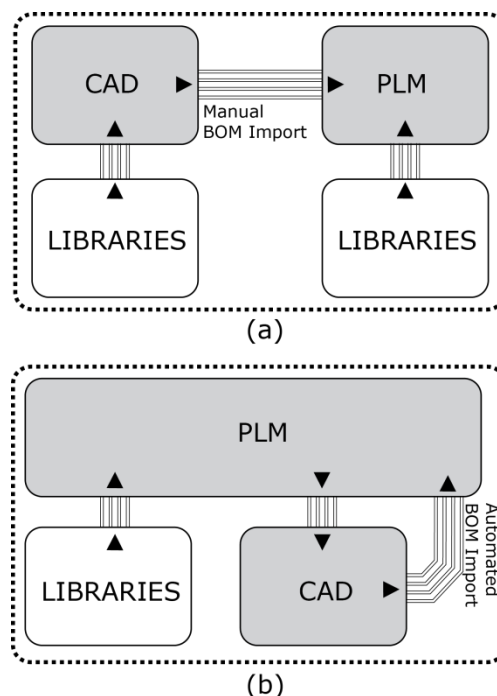 CAD
PLM
Manual
BOM Import
LIBRARIES
LIBRARIES
(a)
PLM
Automated
BOM Import
LIBRARIES
CAD
(b)